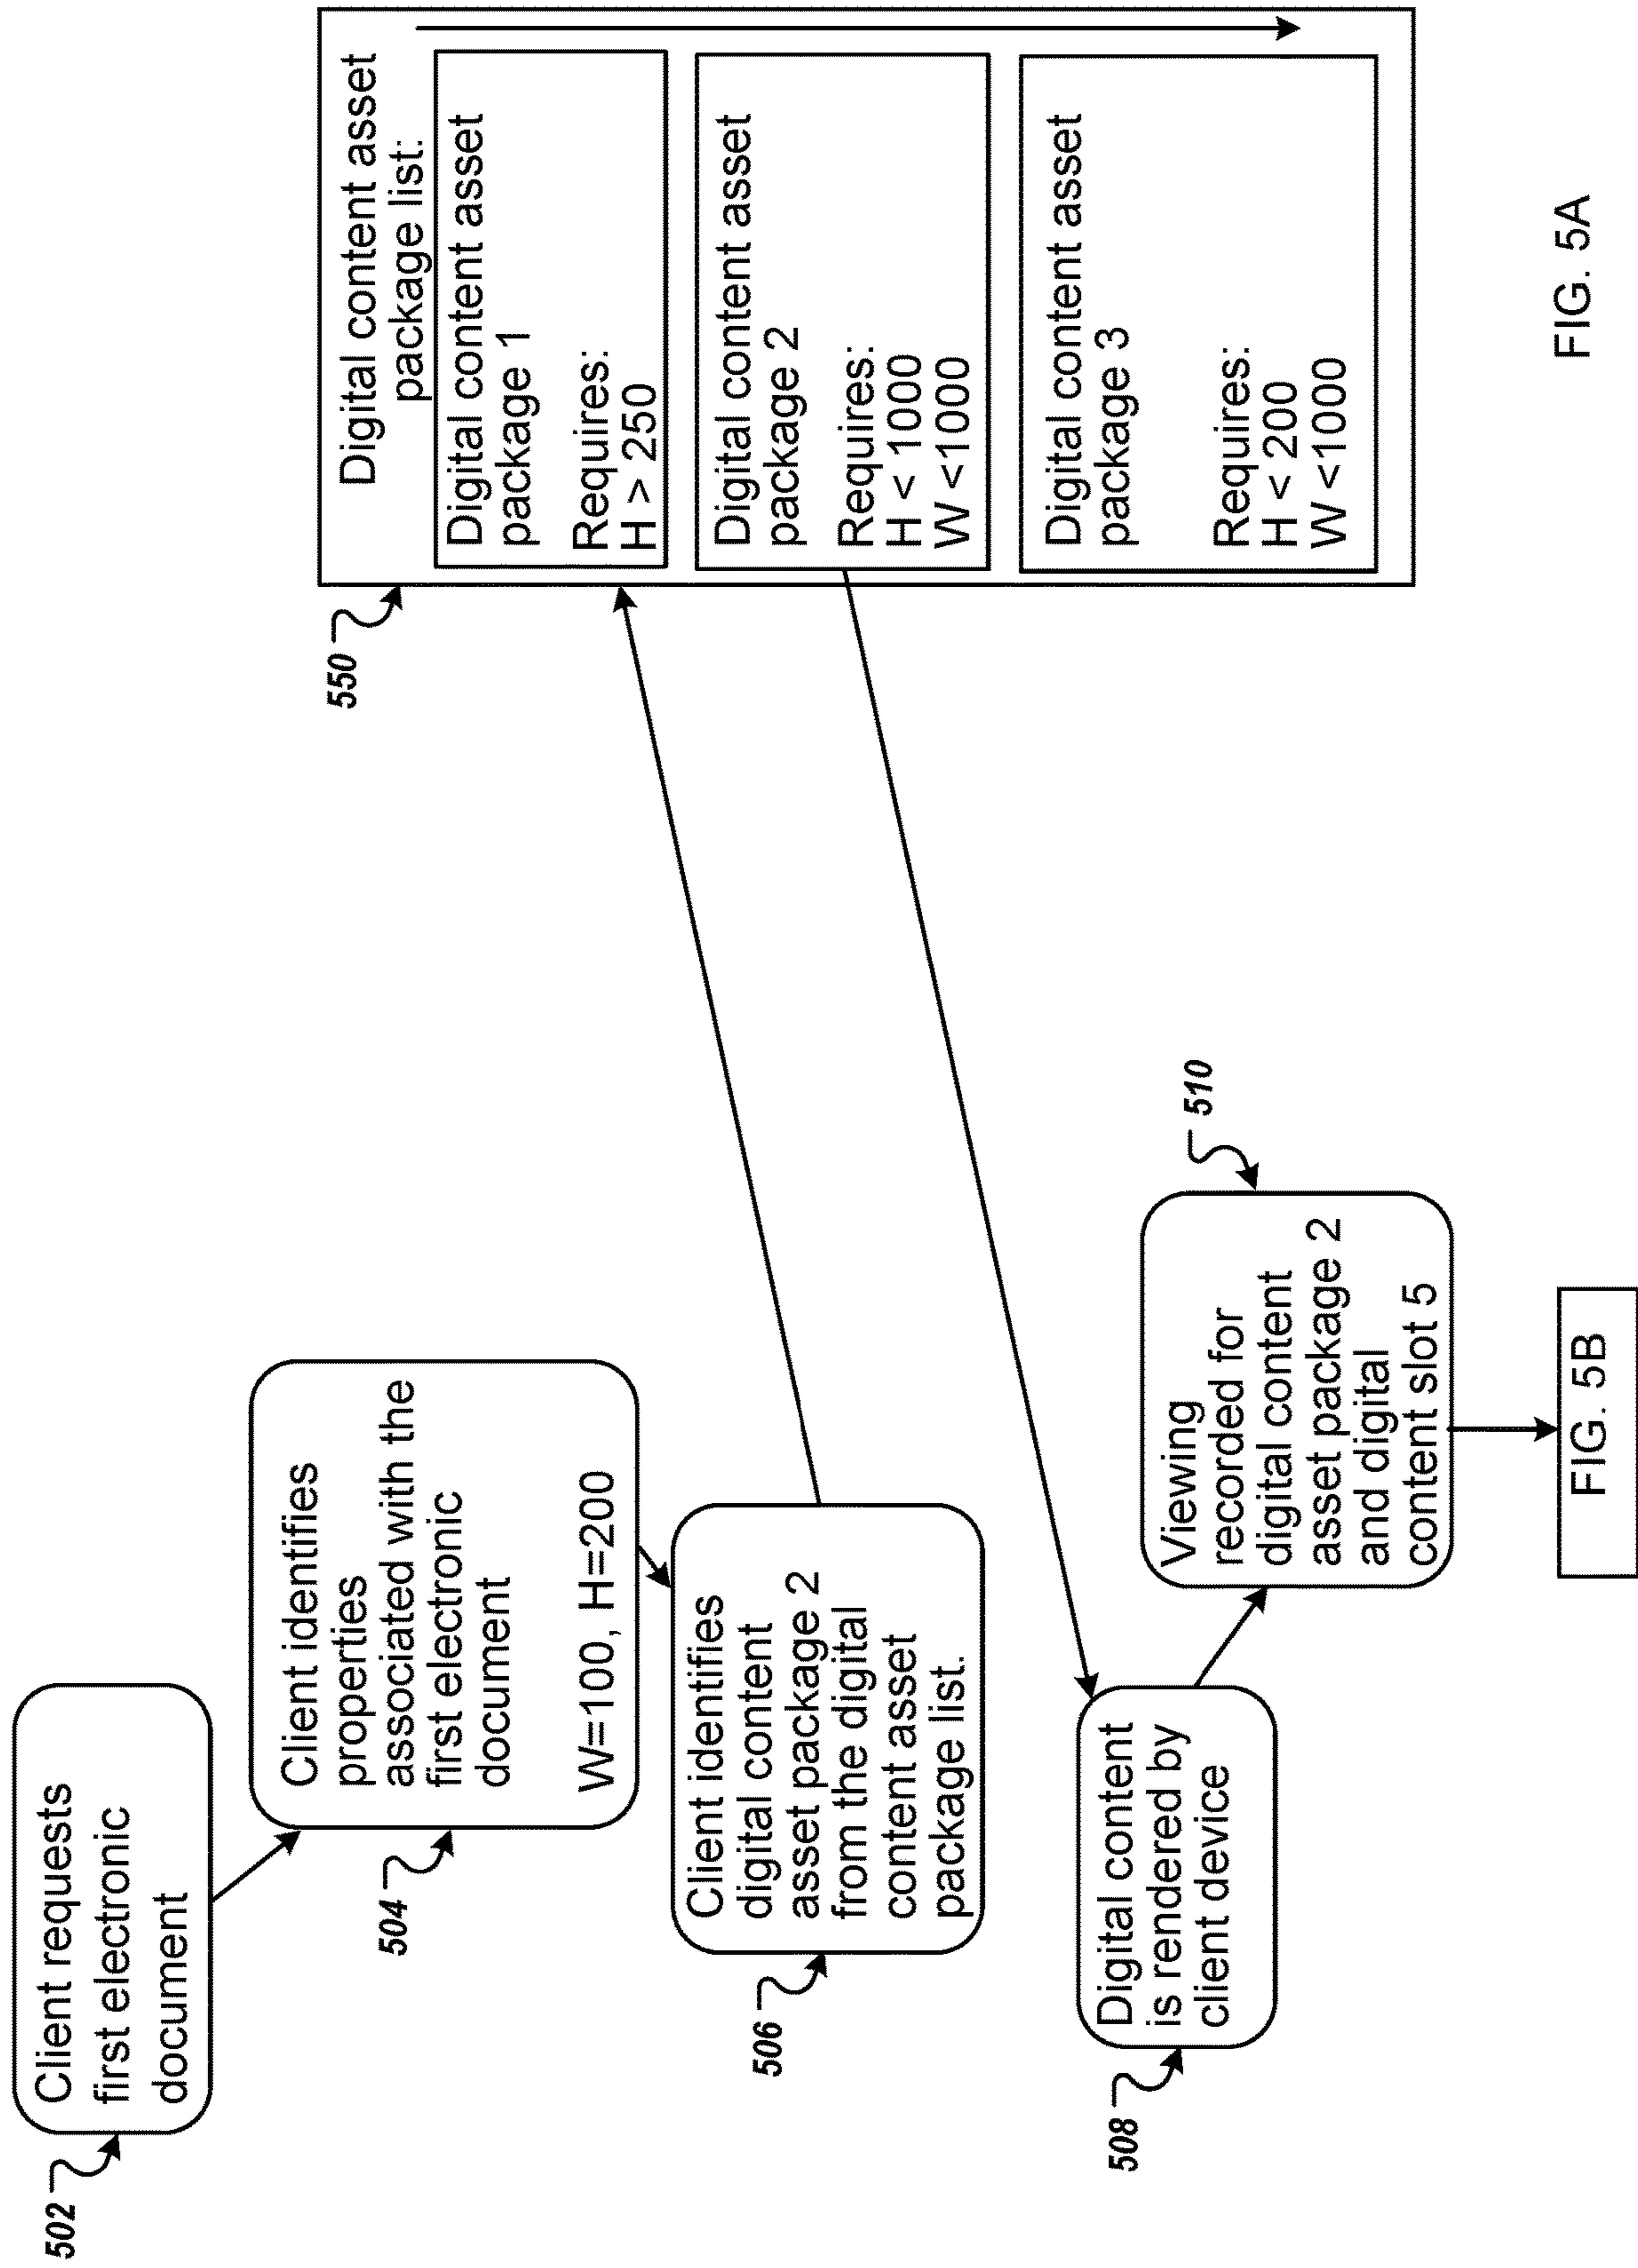 502
Client requests
first electronic
document
504
Client identifies
properties
associated with the
first electronic
document
W=100, H=200
506
Client identifies
digital content
asset package 2
from the digital
content asset
package list.
508
Digital content
is rendered by
client device
510
Viewing
recorded for
digital content
asset package 2
and digital
content slot 5
FIG. 5B
550
Digital content asset
package list:
Digital content asset
package 1
Requires:
H > 250
Digital content asset
package 2
Requires:
H < 1000
W <1000
Digital content asset
package 3
Requires:
H < 200
W <1000
FIG. 5A